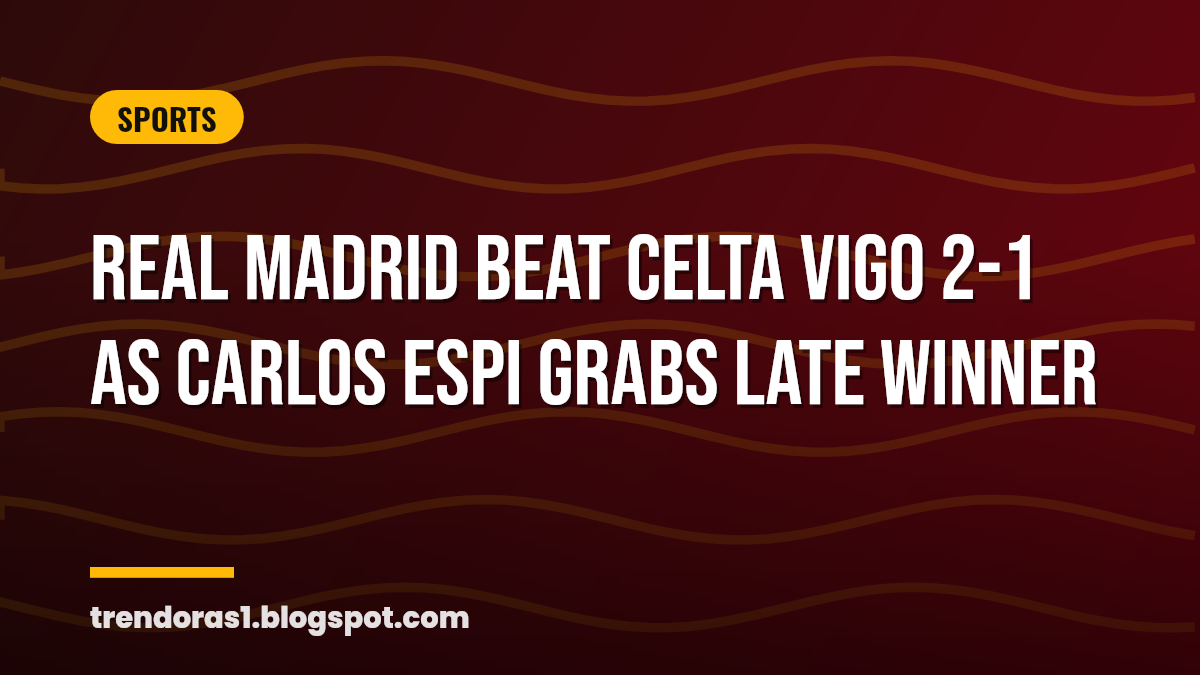 SPORTS
REAL MADRID BEAT CELTA VIGO 2-1
AS CARLOS ESPI GRABS LATE WINNER
trendoras1.blogspot.com